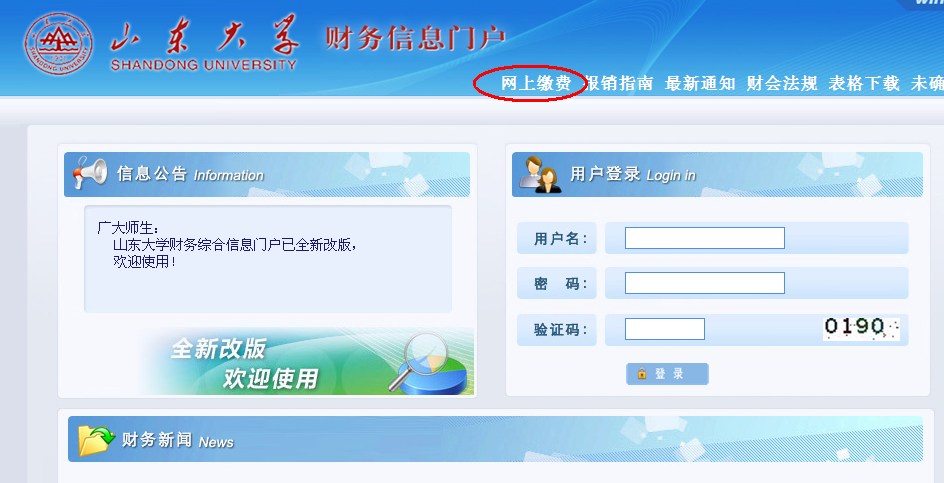 山东大学
SHANDONG UNIVERSITY
财务信息门户
网上缴费 报销指南 最新通知 财会法规 表格下载 未确
信息公告 Information
广大师生：
山东大学财务综合信息门户已全新改版，
欢迎使用！
全新改版
欢迎使用
用户登录 Login in
用户名：
密 码：
验证码：
0190
登 录
财务新闻 News